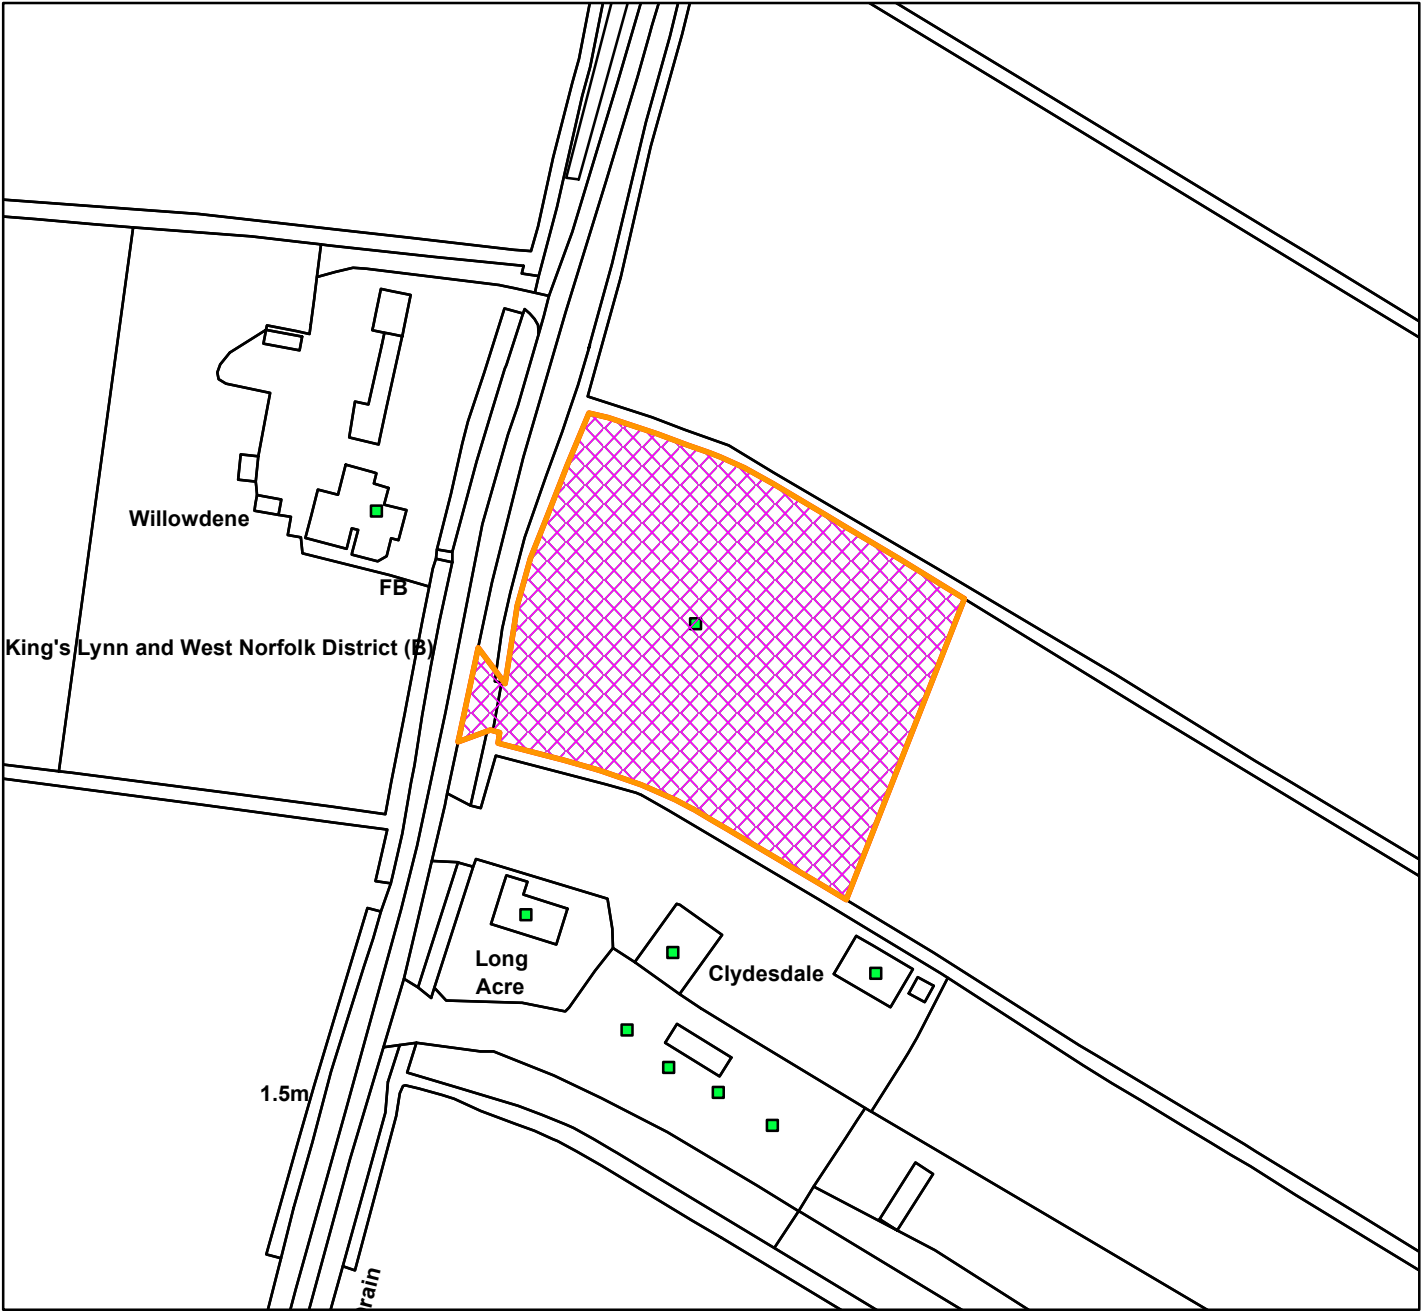 Willowdene
FB
King's Lynn and West Norfolk District (B)
Long
Acre
Clydesdale
1.5m